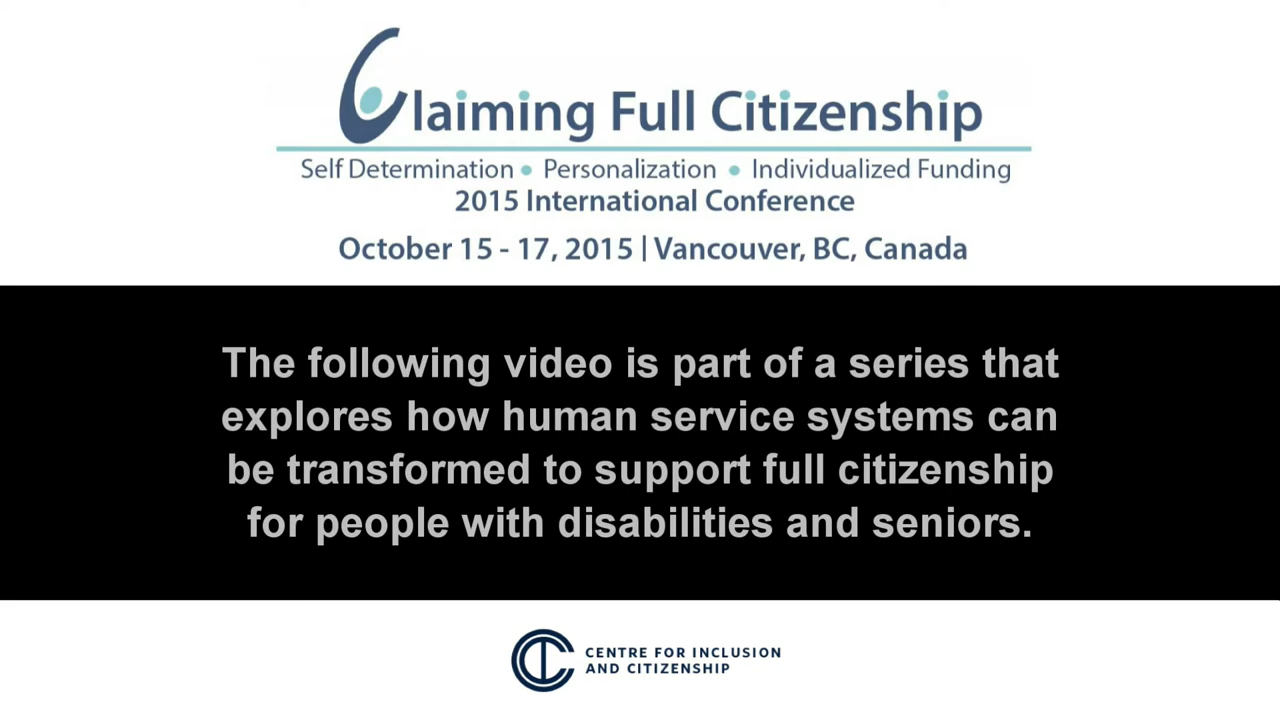 Claiming Full Citizenship
Self Determination • Personalization • Individualized Funding
2015 International Conference
October 15 - 17, 2015 | Vancouver, BC, Canada
The following video is part of a series that
explores how human service systems can
be transformed to support full citizenship
for people with disabilities and seniors.
CENTRE FOR INCLUSION
AND CITIZENSHIP